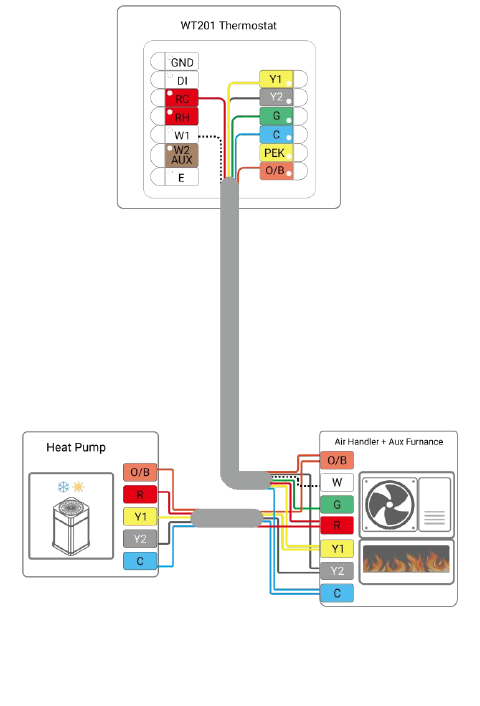 WT201 Thermostat
GND
DI
RC
RH
W1
W2
AUX
E
Y1
Y2
G
C
PEK
O/B
Heat Pump
O/B
R
Y1
Y2
C
Air Handler + Aux Furnance
O/B
W
G
R
Y1
Y2
C